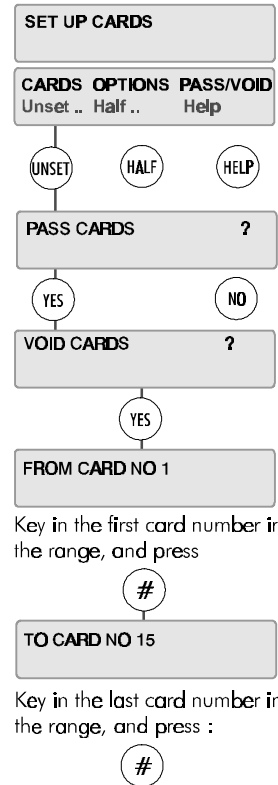 SET UP CARDS
CARDS OPTIONS PASS/VOID
Unset .. Half .. Help
UNSET HALF HELP
PASS CARDS ?
YES NO
VOID CARDS ?
YES
FROM CARD NO 1
Key in the first card number in
the range, and press
#
TO CARD NO 15
Key in the last card number in
the range, and press :
#